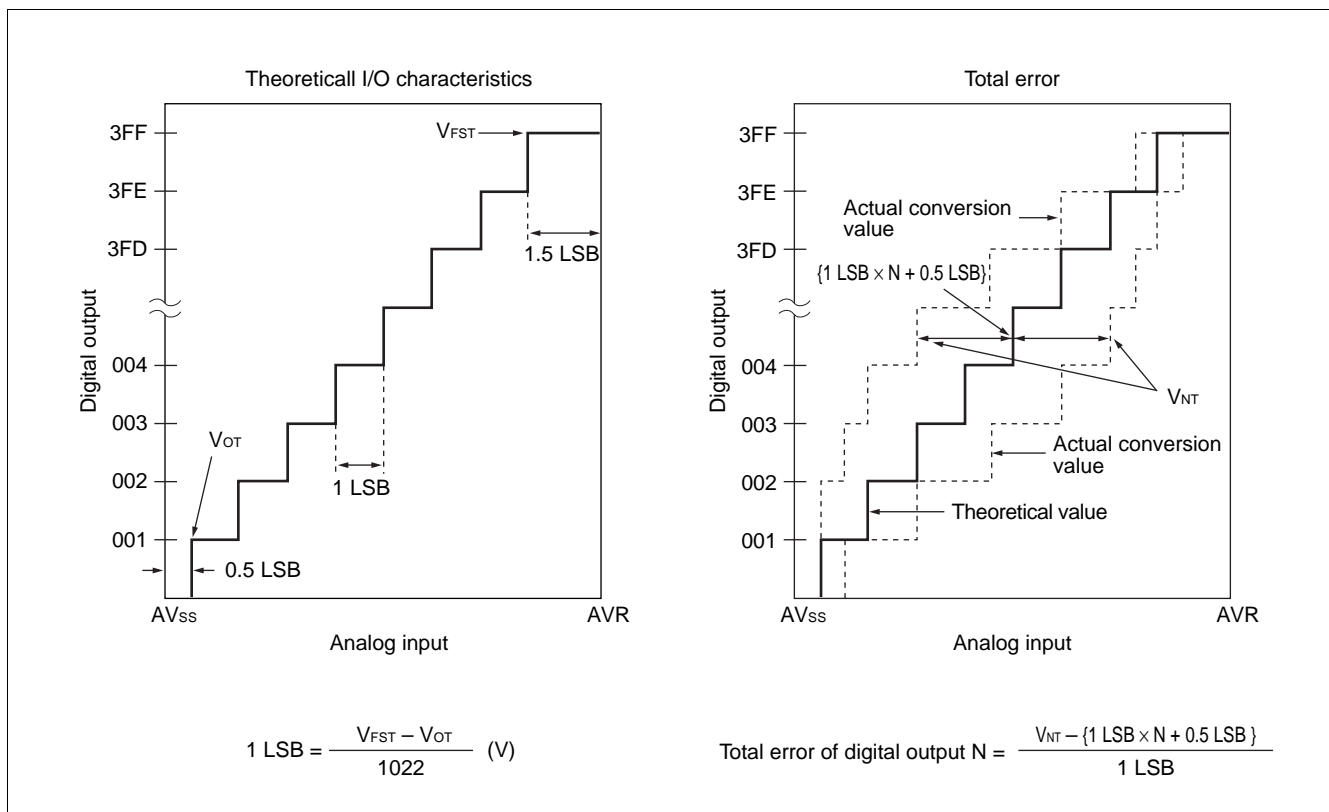 Theoreticall I/O characteristics
3FF
3FE
3FD
004
003
002
001
Digital output
VFST
1.5 LSB
VOT
1 LSB
0.5 LSB
AVSS
AVR
Analog input
1 LSB = VFST – VOT / 1022 (V)
Total error
3FF
3FE
3FD
004
003
002
001
Digital output
Actual conversion
value
{1 LSB × N + 0.5 LSB}
VNT
Actual conversion
value
Theoretical value
AVSS
AVR
Analog input
Total error of digital output N = VNT – {1 LSB × N + 0.5 LSB } / 1 LSB